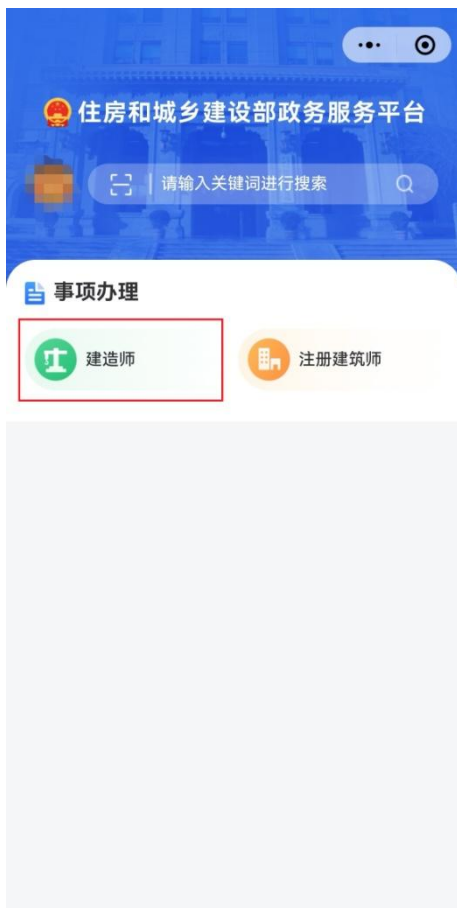 住房和城乡建设部政务服务平台
请输入关键词进行搜索
事项办理
建造师
注册建筑师